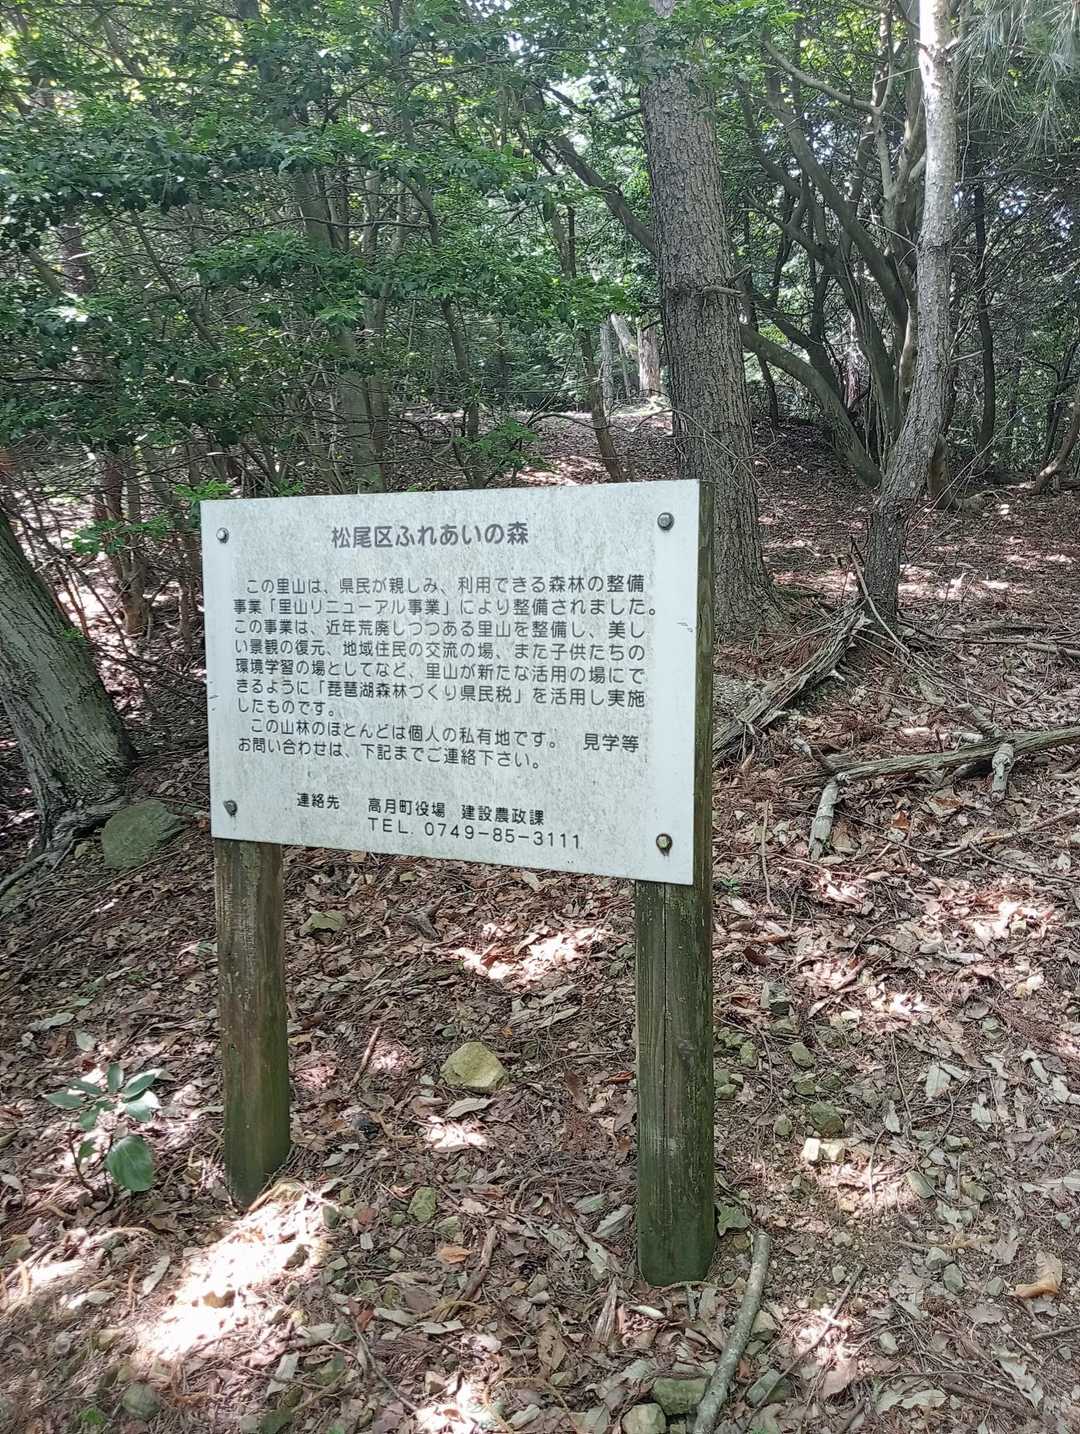 松尾区ふれあいの森
この里山は、県民が親しみ、利用できる森林の整備
事業「里山リニューアル事業」により整備されました。
この事業は、近年荒廃しつつある里山を整備し、美し
い景観の復元、地域住民の交流の場、また子供たちの
環境学習の場としてなど、里山が新たな活用の場にで
きるように「琵琶湖森林づくり県民税」を活用し実施
したものです。
この山林のほとんどは個人の私有地です。 見学等
お問い合わせは、下記までご連絡下さい。
連絡先 高月町役場 建設農政課
TEL. 0749-85-3111